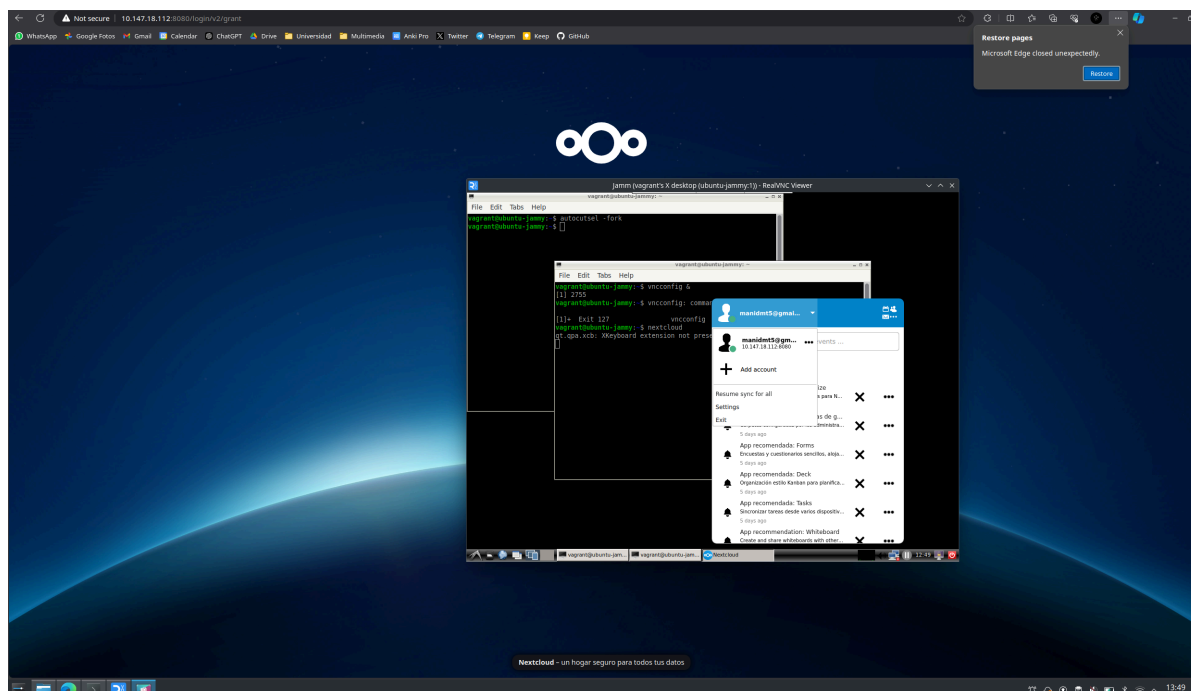 Not secure
10.147.18.112:8080/login/v2/grant
WhatsApp Google Fotos Gmail Calendar ChatGPT Drive Universidad Multimedia Anki Pro Twitter Telegram Keep GitHub
Restore pages
Microsoft Edge closed unexpectedly.
Restore
Jamm (vagrant's X desktop (ubuntu-jammy:1)) - RealVNC Viewer
vagrant@ubuntu-jammy: ~
File Edit Tabs Help
vagrant@ubuntu-jammy: $ autocutsel -fork
vagrant@ubuntu-jammy: $
vagrant@ubuntu-jammy: ~
File Edit Tabs Help
vagrant@ubuntu-jammy: $ vncconfig &
[1] 2755
vagrant@ubuntu-jammy: $ vncconfig: comman
[1]+ Exit 127 vncconfig
vagrant@ubuntu-jammy: $ nextcloud
qt.qpa.xcb: XKeyboard extension not prese
manidmt5@gmai...
manidmt5@gm...
10.147.18.112:8080
Add account
Resume sync for all
Settings
Exit
5 days ago
App recomendada: Forms
Encuestas y cuestionarios sencillos, aloja...
5 days ago
App recomendada: Deck
Organización estilo Kanban para planifica...
5 days ago
App recomendada: Tasks
Sincronizar tareas desde varios dispositiv...
5 days ago
App recommendation: Whiteboard
Create and share whiteboards with other...
vagrant@ubuntu-jam... vagrant@ubuntu-jam... Nextcloud 12:49
Nextcloud – un hogar seguro para todos tus datos
13:49